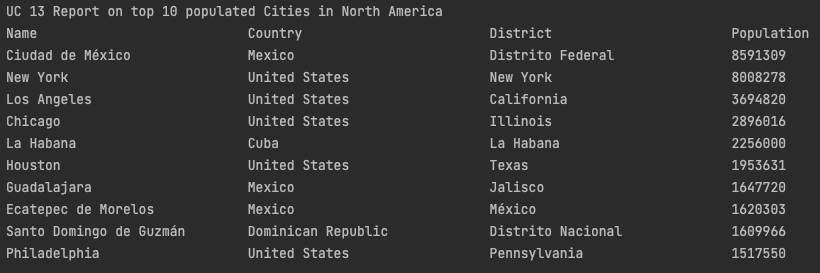 UC 13 Report on top 10 populated Cities in North America
Name Country District Population
Ciudad de México Mexico Distrito Federal 8591309
New York United States New York 8008278
Los Angeles United States California 3694820
Chicago United States Illinois 2896016
La Habana Cuba La Habana 2256000
Houston United States Texas 1953631
Guadalajara Mexico Jalisco 1647720
Ecatepec de Morelos Mexico México 1620303
Santo Domingo de Guzmán Dominican Republic Distrito Nacional 1609966
Philadelphia United States Pennsylvania 1517550